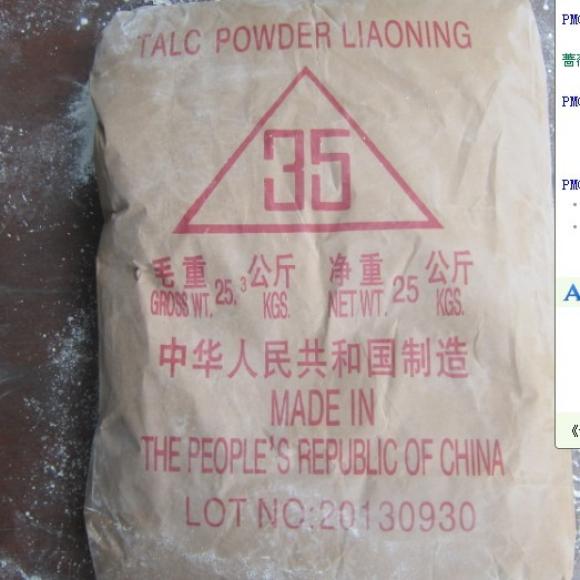 TALC POWDER LIAONING
35
毛重 25.3 公斤 净重 25 公斤
GROSS WT. KGS. NET WT. KGS.
中华人民共和国制造
MADE IN
THE PEOPLE'S REPUBLIC OF CHINA
LOT NO:20130930